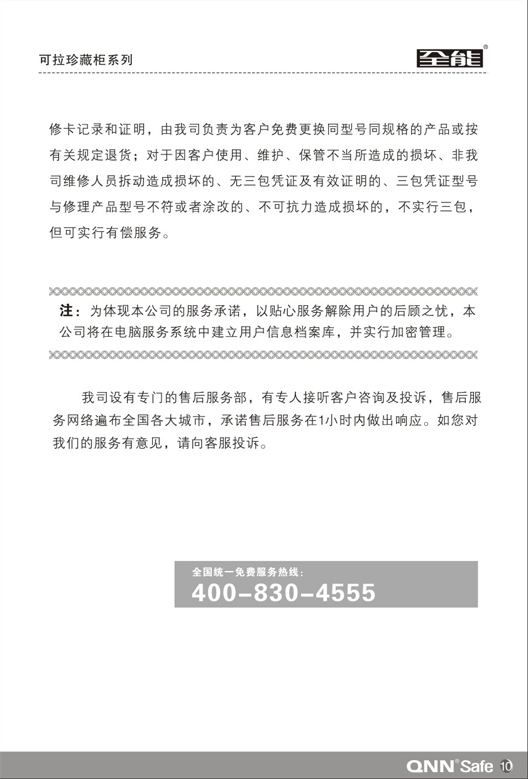 可拉珍藏柜系列
全能®
修卡记录和证明，由我司负责为客户免费更换同型号同规格的产品或按
有关规定退货；对于因客户使用、维护、保管不当所造成的损坏、非我
司维修人员拆动造成损坏的、无三包凭证及有效证明的、三包凭证型号
与修理产品型号不符或者涂改的、不可抗力造成损坏的，不实行三包，
但可实行有偿服务。
注：为体现本公司的服务承诺，以贴心服务解除用户的后顾之忧，本
公司将在电脑服务系统中建立用户信息档案库，并实行加密管理。
我司设有专门的售后服务部，有专人接听客户咨询及投诉，售后服
务网络遍布全国各大城市，承诺售后服务在1小时内做出响应。如您对
我们的服务有意见，请向客服投诉。
全国统一免费服务热线：
400-830-4555
QNN®Safe 10